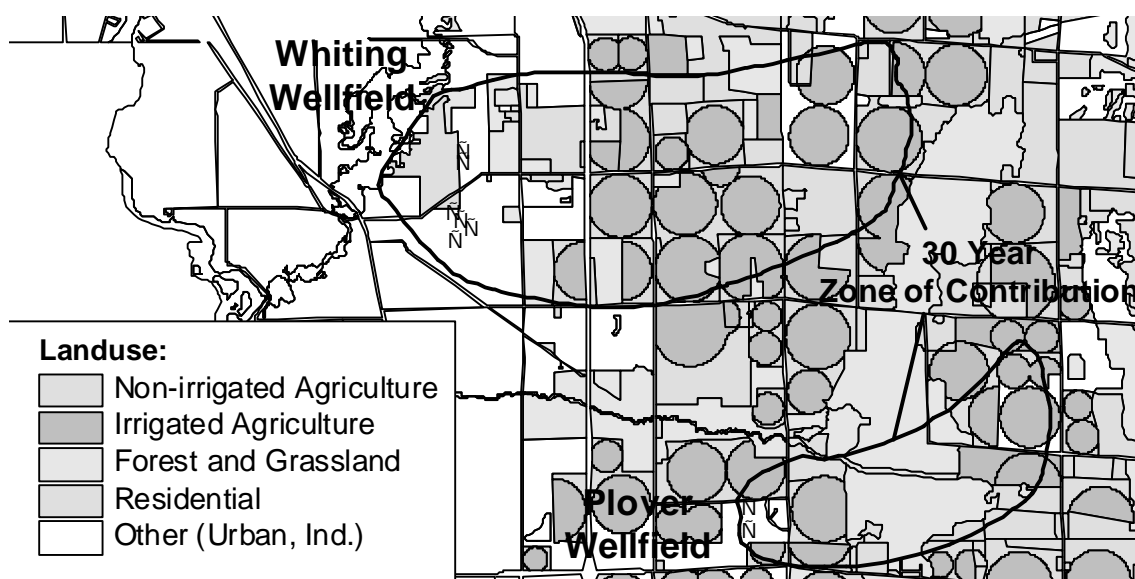 Whiting
Wellfield
Ñ
Ñ
Ñ
Ñ
Ñ
Ñ
30 Year
Zone of Contribution
Landuse:
Non-irrigated Agriculture
Irrigated Agriculture
Forest and Grassland
Residential
Other (Urban, Ind.)
Plover
Wellfield
Ñ
Ñ